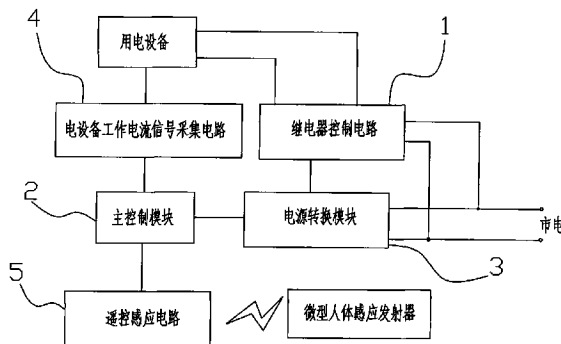 4
用电设备
1
电设备工作电流信号采集电路
继电器控制电路
2
主控制模块
电源转换模块
市电
3
5
遥控感应电路
微型人体感应发射器